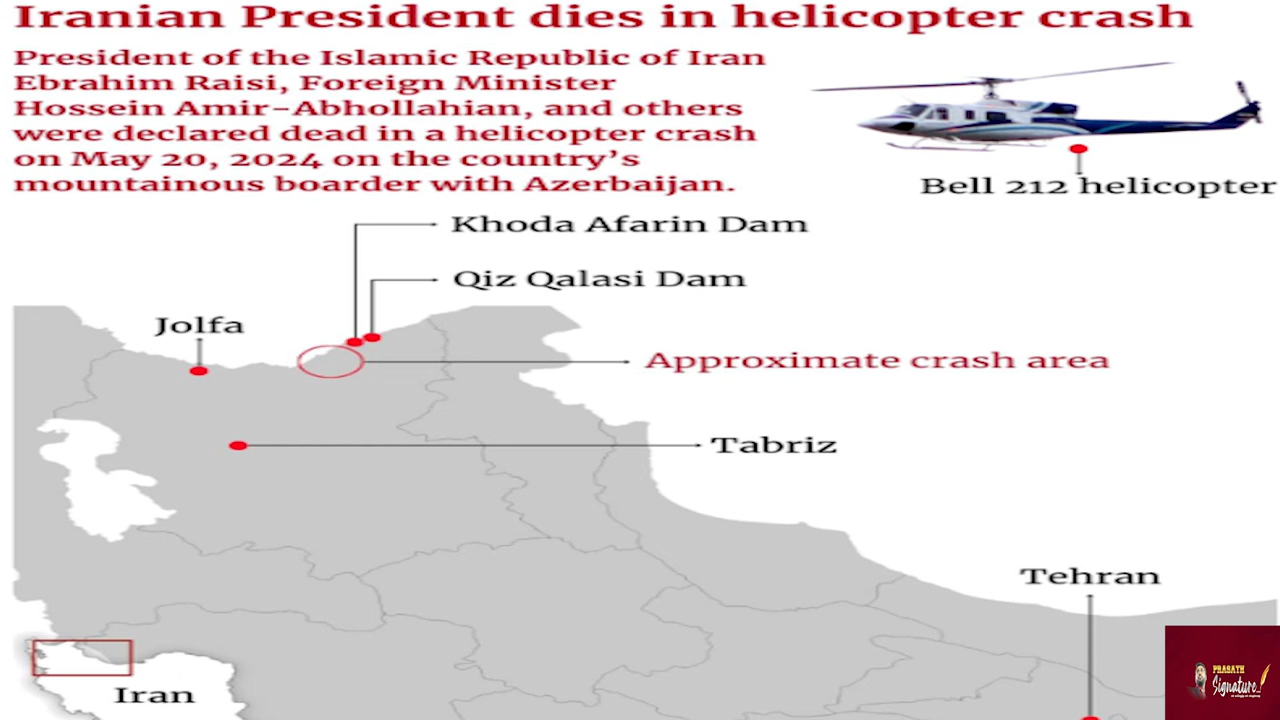 Iranian President dies in helicopter crash
President of the Islamic Republic of Iran
Ebrahim Raisi, Foreign Minister
Hossein Amir-Abhollahian, and others
were declared dead in a helicopter crash
on May 20, 2024 on the country's
mountainous boarder with Azerbaijan.
Bell 212 helicopter
Khoda Afarin Dam
Qiz Qalasi Dam
Jolfa
Approximate crash area
Tabriz
Tehran
Iran
PRASATH
Signature